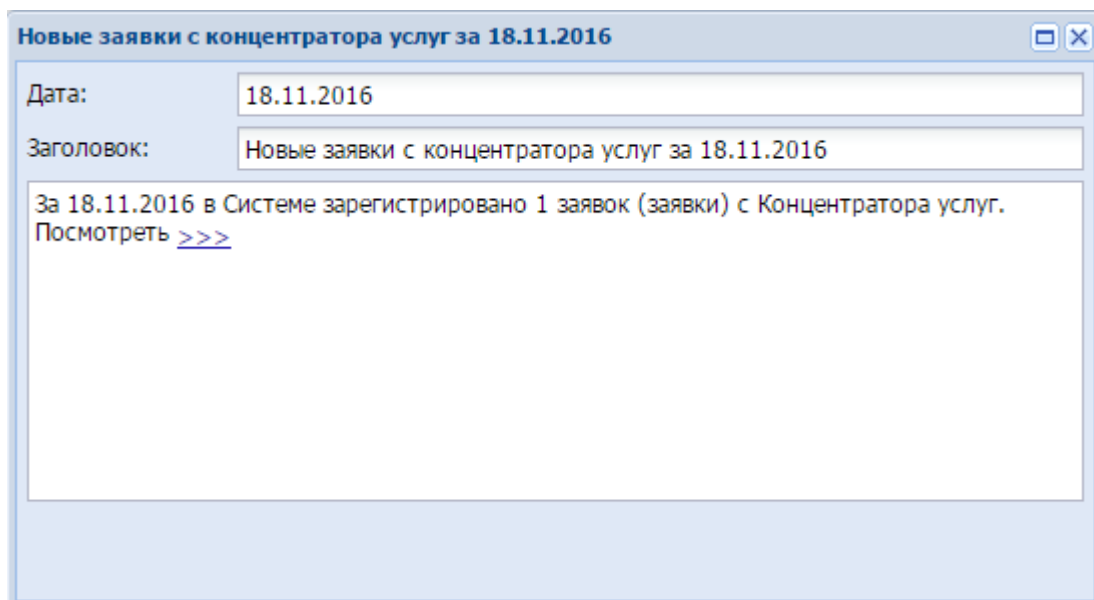 Новые заявки с концентратора услуг за 18.11.2016
Дата: 18.11.2016
Заголовок: Новые заявки с концентратора услуг за 18.11.2016
За 18.11.2016 в Системе зарегистрировано 1 заявок (заявки) с Концентратора услуг.
Посмотреть >>>